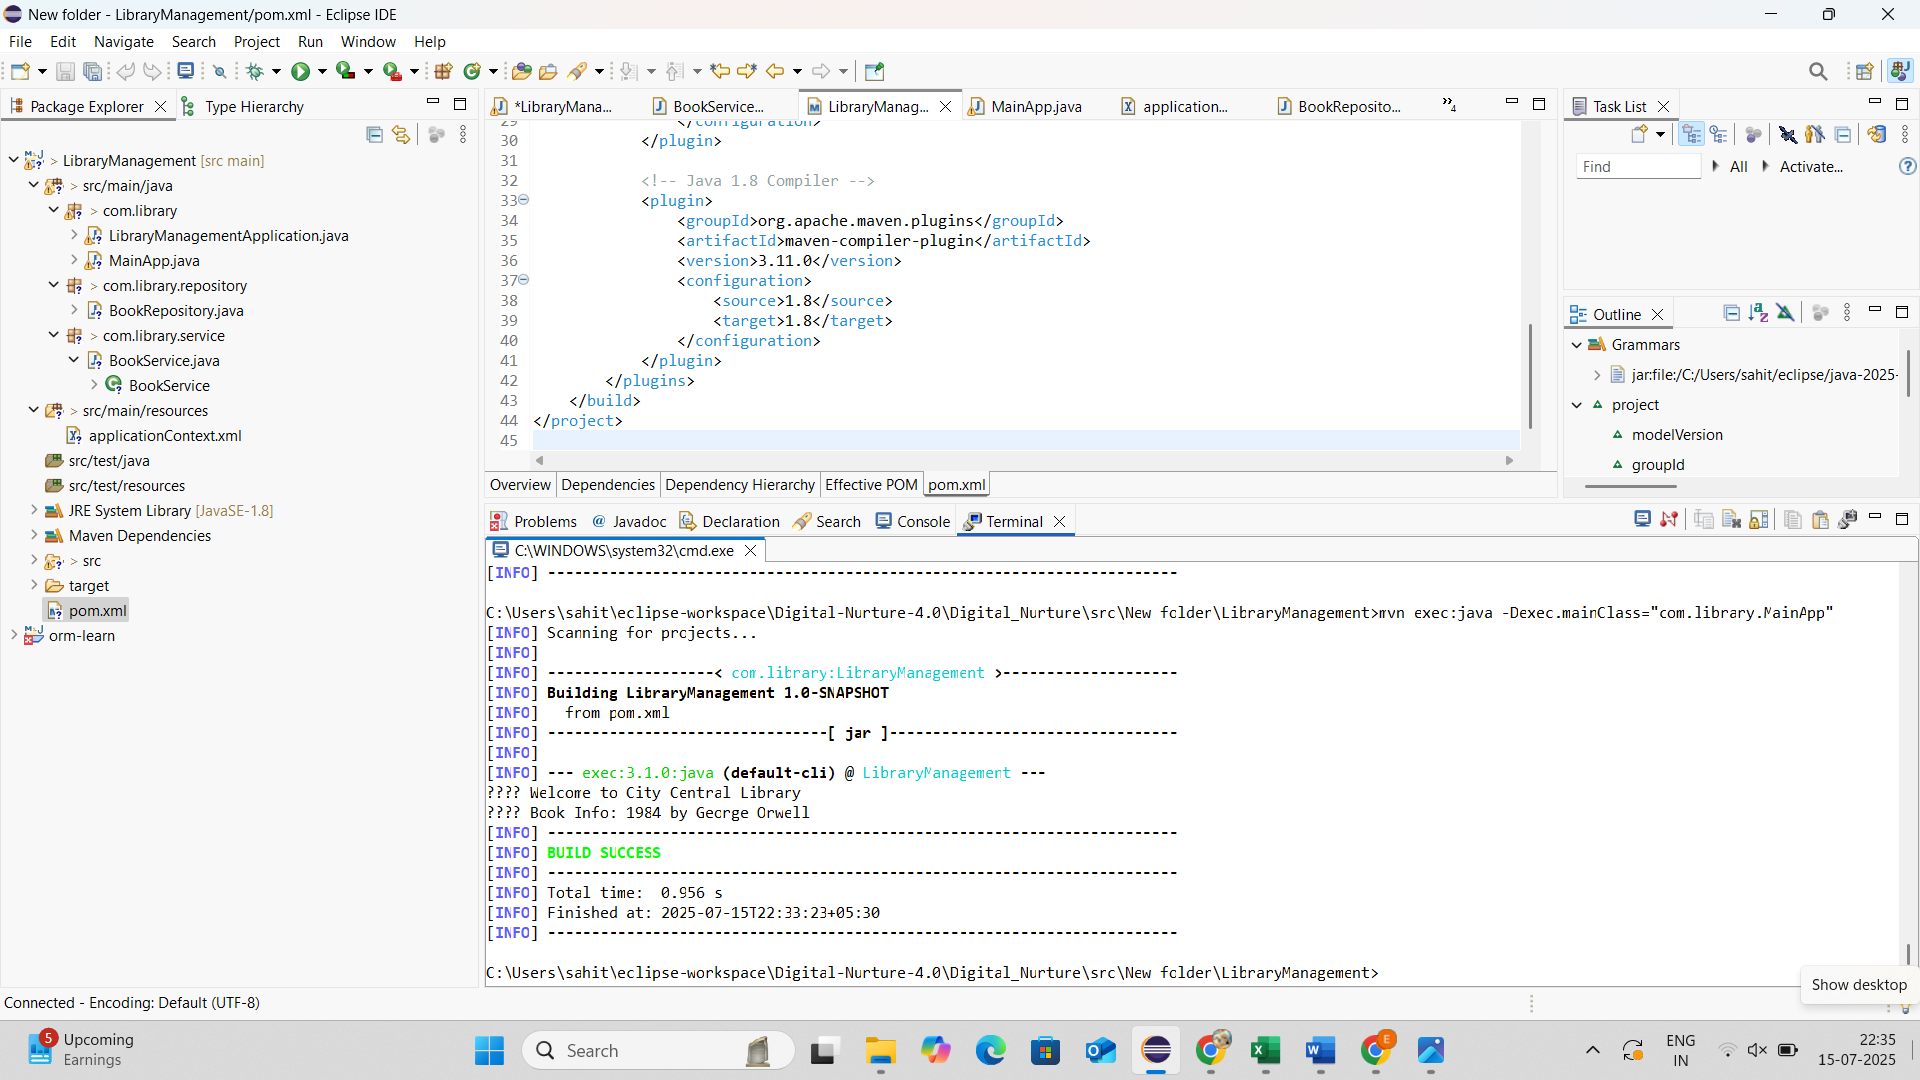 New folder - LibraryManagement/pom.xml - Eclipse IDE
File Edit Navigate Search Project Run Window Help
Package Explorer
Type Hierarchy
LibraryManagement [src main]
> src/main/java
> com.library
LibraryManagementApplication.java
MainApp.java
> com.library.repository
BookRepository.java
> com.library.service
BookService.java
BookService
> src/main/resources
applicationContext.xml
src/test/java
src/test/resources
JRE System Library [JavaSE-1.8]
Maven Dependencies
> src
target
pom.xml
orm-learn
*LibraryMana...
BookService...
LibraryManag...
MainApp.java
application...
BookReposito...
»4
29 </configuration>
30 </plugin>
31
32 <!-- Java 1.8 Compiler -->
33 <plugin>
34 <groupId>org.apache.maven.plugins</groupId>
35 <artifactId>maven-compiler-plugin</artifactId>
36 <version>3.11.0</version>
37 <configuration>
38 <source>1.8</source>
39 <target>1.8</target>
40 </configuration>
41 </plugin>
42 </plugins>
43 </build>
44 </project>
45
Overview Dependencies Dependency Hierarchy Effective POM pom.xml
Task List
Find
All
Activate...
Outline
Grammars
jar:file:/C:/Users/sahit/eclipse/java-2025-
project
modelVersion
groupId
Problems @ Javadoc Declaration Search Console Terminal
C:\WINDOWS\system32\cmd.exe
[INFO] ------------------------------------------------------------------------
C:\Users\sahit\eclipse-workspace\Digital-Nurture-4.0\Digital_Nurture\src\New folder\LibraryManagement>mvn exec:java -Dexec.mainClass="com.library.MainApp"
[INFO] Scanning for projects...
[INFO]
[INFO] -------------------< com.library:LibraryManagement >--------------------
[INFO] Building LibraryManagement 1.0-SNAPSHOT
[INFO]   from pom.xml
[INFO] --------------------------------[ jar ]---------------------------------
[INFO]
[INFO] --- exec:3.1.0:java (default-cli) @ LibraryManagement ---
???? Welcome to City Central Library
???? Book Info: 1984 by George Orwell
[INFO] ------------------------------------------------------------------------
[INFO] BUILD SUCCESS
[INFO] ------------------------------------------------------------------------
[INFO] Total time:  0.956 s
[INFO] Finished at: 2025-07-15T22:33:23+05:30
[INFO] ------------------------------------------------------------------------
C:\Users\sahit\eclipse-workspace\Digital-Nurture-4.0\Digital_Nurture\src\New folder\LibraryManagement>
Show desktop
Connected - Encoding: Default (UTF-8)
5
Upcoming
Earnings
Search
E
ENG
IN
22:35
15-07-2025